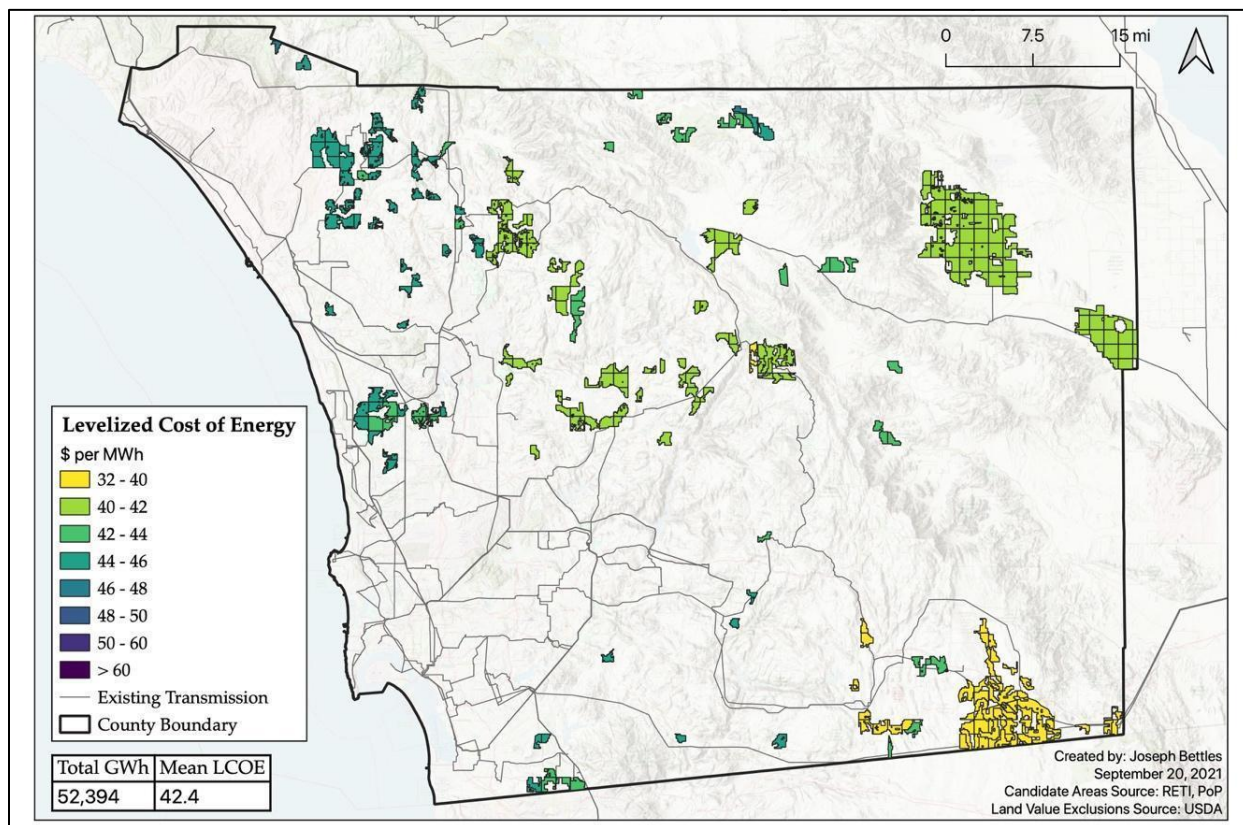 0 7.5 15 mi
Levelized Cost of Energy
$ per MWh
32 - 40
40 - 42
42 - 44
44 - 46
46 - 48
48 - 50
50 - 60
> 60
Existing Transmission
County Boundary
Total GWh Mean LCOE
52,394 42.4
Created by: Joseph Bettles
September 20, 2021
Candidate Areas Source: RETI, PoP
Land Value Exclusions Source: USDA